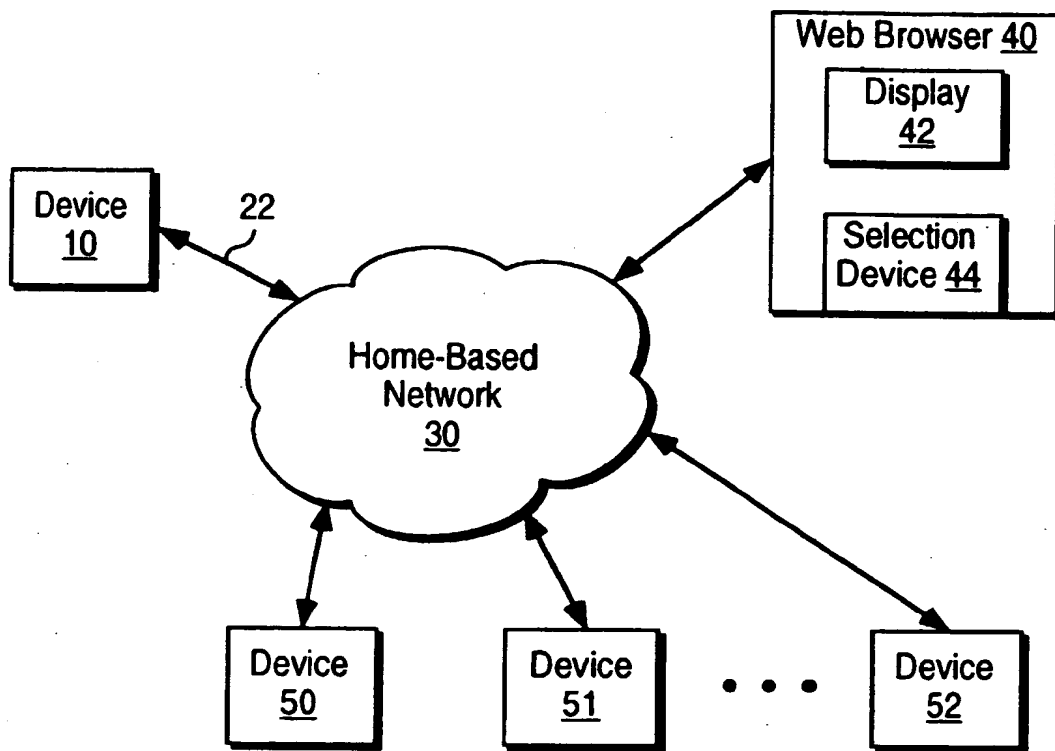 Web Browser 40
Display
42
Selection
Device 44
Device
10
22
Home-Based
Network
30
Device
50
Device
51
Device
52